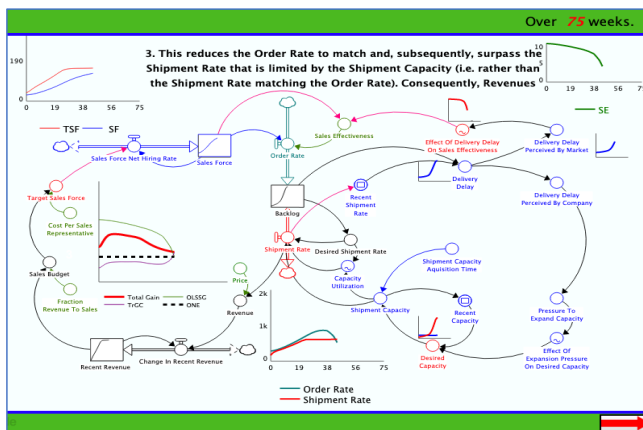 Over 75 weeks.
3. This reduces the Order Rate to match and, subsequently, surpass the
Shipment Rate that is limited by the Shipment Capacity (i.e. rather than
the Shipment Rate matching the Order Rate). Consequently, Revenues
190
0
0 19 39 56 75
TSF SF
10
5
0
0 19 37 56 75
SE
Sales Force Net Hiring Rate
Sales Force
Order Rate
Sales Effectiveness
Effect Of Delivery Delay
On Sales Effectiveness
Delivery Delay
Perceived By Market
Delivery
Delay
Target Sales Force
Cost Per Sales
Representative
Sales Budget
Fraction
Revenue To Sales
Total Gain
OLSSG
TrGC
ONE
Backlog
Recent
Shipment
Rate
Delivery Delay
Perceived By Company
Shipment Rate
Desired Shipment Rate
Shipment Capacity
Aquisition Time
Capacity
Utilization
Price
Revenue
Shipment Capacity
Recent
Capacity
Pressure To
Expand Capacity
Desired
Capacity
Effect Of
Expansion Pressure
On Desired Capacity
Recent Revenue
Change In Recent Revenue
2k
1k
0
0 19 38 56 75
Order Rate
Shipment Rate